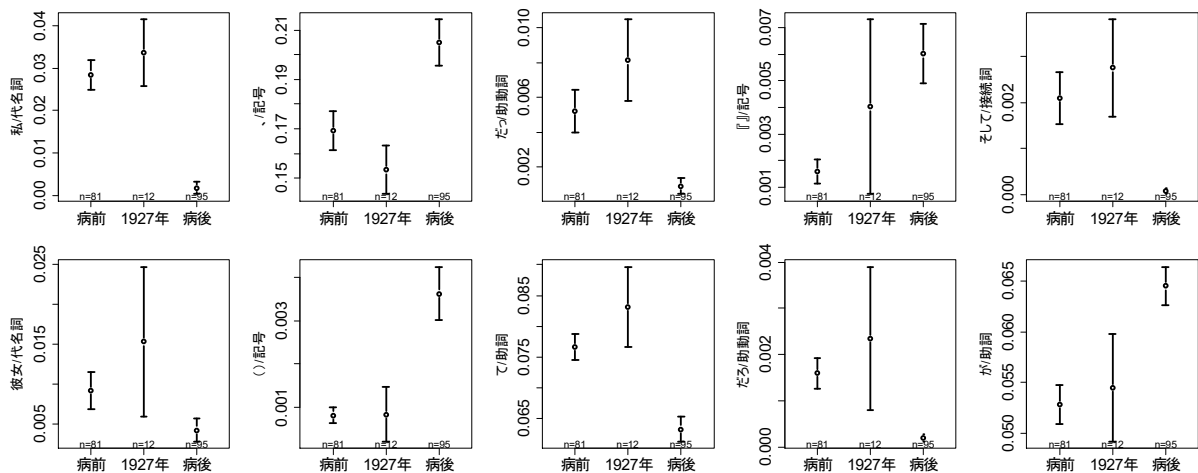 私/代名詞
0.00 0.01 0.02 0.03 0.04
n=81 n=12 n=95
病前 1927年 病後
、/記号
0.15 0.17 0.19 0.21
n=81 n=12 n=95
病前 1927年 病後
だっ/助動詞
0.002 0.006 0.010
n=81 n=12 n=95
病前 1927年 病後
『』/記号
0.001 0.003 0.005 0.007
n=81 n=12 n=95
病前 1927年 病後
そして/接続詞
0.000 0.002
n=81 n=12 n=95
病前 1927年 病後
彼女/代名詞
0.005 0.015 0.025
n=81 n=12 n=95
病前 1927年 病後
()/記号
0.001 0.003
n=81 n=12 n=95
病前 1927年 病後
て/助詞
0.065 0.075 0.085
n=81 n=12 n=95
病前 1927年 病後
だろ/助動詞
0.000 0.002 0.004
n=81 n=12 n=95
病前 1927年 病後
が/助詞
0.050 0.055 0.060 0.065
n=81 n=12 n=95
病前 1927年 病後